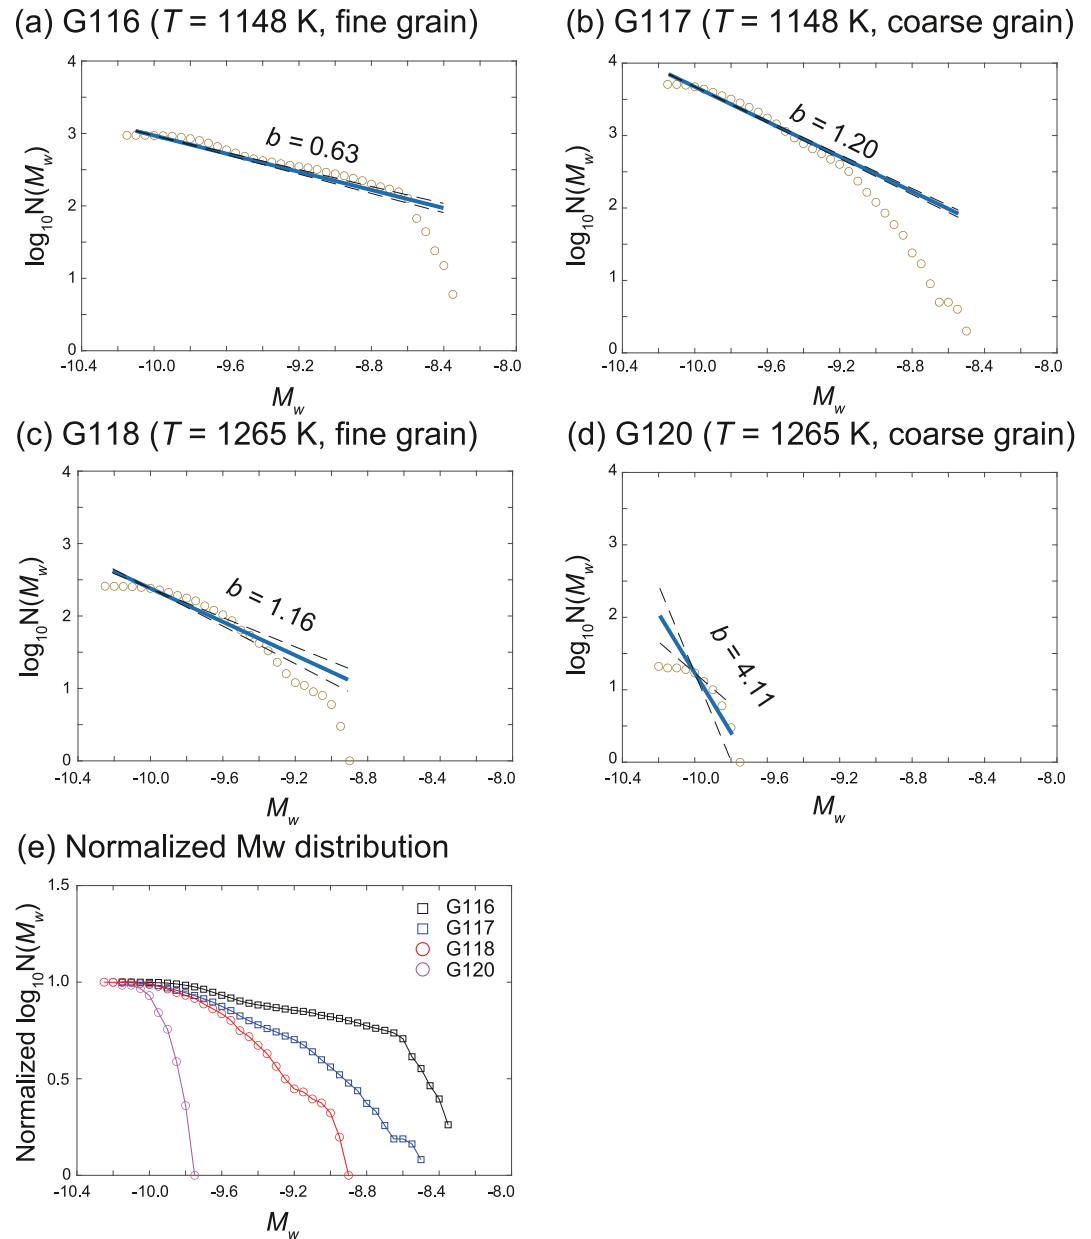 (a) G116 (T = 1148 K, fine grain)
4
3
2
1
0
log10N(Mw)
b = 0.63
-10.4 -10.0 -9.6 -9.2 -8.8 -8.4 -8.0
Mw
(b) G117 (T = 1148 K, coarse grain)
4
3
2
1
0
log10N(Mw)
b = 1.20
-10.4 -10.0 -9.6 -9.2 -8.8 -8.4 -8.0
Mw
(c) G118 (T = 1265 K, fine grain)
4
3
2
1
0
log10N(Mw)
b = 1.16
-10.4 -10.0 -9.6 -9.2 -8.8 -8.4 -8.0
Mw
(d) G120 (T = 1265 K, coarse grain)
4
3
2
1
0
log10N(Mw)
b = 4.11
-10.4 -10.0 -9.6 -9.2 -8.8 -8.4 -8.0
Mw
(e) Normalized Mw distribution
1.5
1.0
0.5
0
Normalized log10N(Mw)
G116
G117
G118
G120
-10.4 -10.0 -9.6 -9.2 -8.8 -8.4 -8.0
Mw